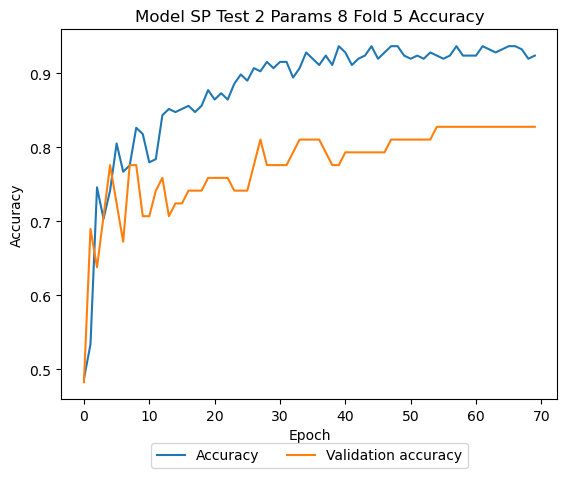 Model SP Test 2 Params 8 Fold 5 Accuracy
Accuracy
0.9
0.8
0.7
0.6
0.5
0 10 20 30 40 50 60 70
Epoch
Accuracy Validation accuracy